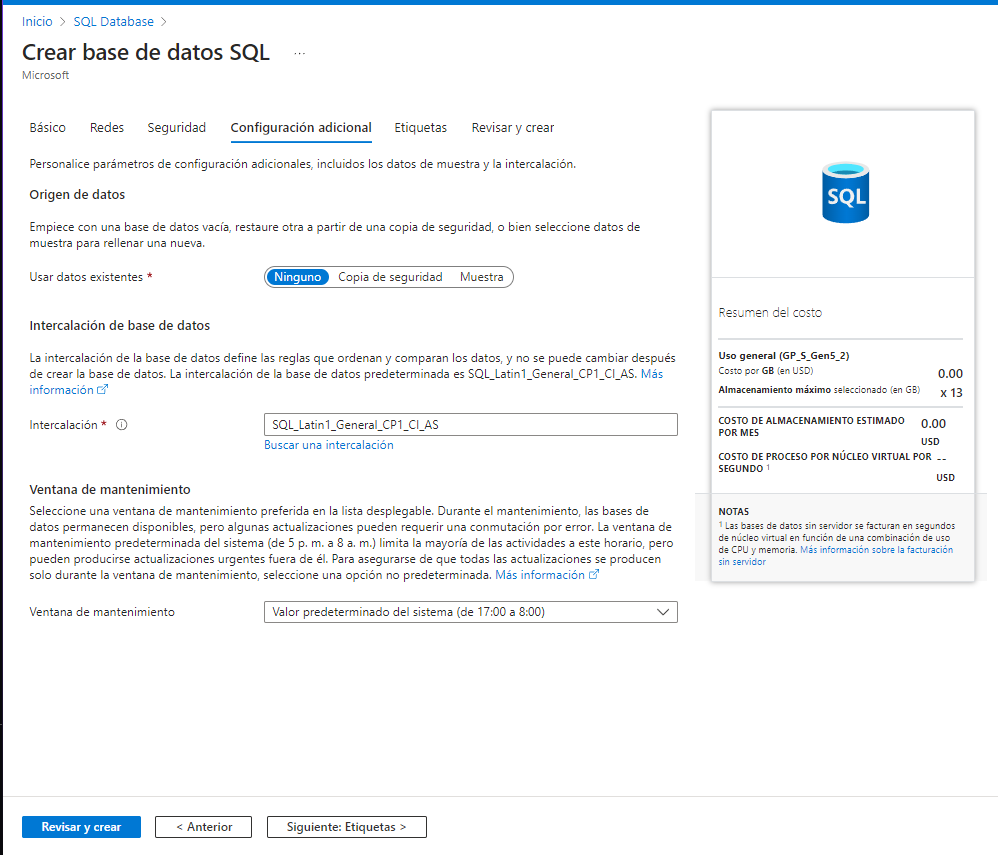 Inicio > SQL Database >
Crear base de datos SQL ...
Microsoft
Básico Redes Seguridad Configuración adicional Etiquetas Revisar y crear
Personalice parámetros de configuración adicionales, incluidos los datos de muestra y la intercalación.
Origen de datos
Empiece con una base de datos vacía, restaure otra a partir de una copia de seguridad, o bien seleccione datos de
muestra para rellenar una nueva.
Usar datos existentes *
Ninguno Copia de seguridad Muestra
Intercalación de base de datos
La intercalación de la base de datos define las reglas que ordenan y comparan los datos, y no se puede cambiar después
de crear la base de datos. La intercalación de la base de datos predeterminada es SQL_Latin1_General_CP1_CI_AS. Más
información
Intercalación *
SQL_Latin1_General_CP1_CI_AS
Buscar una intercalación
Ventana de mantenimiento
Seleccione una ventana de mantenimiento preferida en la lista desplegable. Durante el mantenimiento, las bases de
datos permanecen disponibles, pero algunas actualizaciones pueden requerir una conmutación por error. La ventana de
mantenimiento predeterminada del sistema (de 5 p. m. a 8 a. m.) limita la mayoría de las actividades a este horario, pero
pueden producirse actualizaciones urgentes fuera de él. Para asegurarse de que todas las actualizaciones se producen
solo durante la ventana de mantenimiento, seleccione una opción no predeterminada. Más información
Ventana de mantenimiento
Valor predeterminado del sistema (de 17:00 a 8:00)
SQL
Resumen del costo
Uso general (GP_S_Gen5_2)
Costo por GB (en USD) 0.00
Almacenamiento máximo seleccionado (en GB) x 13
COSTO DE ALMACENAMIENTO ESTIMADO
POR MES
0.00
USD
COSTO DE PROCESO POR NÚCLEO VIRTUAL POR
SEGUNDO ¹
--
USD
NOTAS
¹ Las bases de datos sin servidor se facturan en segundos
de núcleo virtual en función de una combinación de uso
de CPU y memoria. Más información sobre la facturación
sin servidor
Revisar y crear < Anterior Siguiente: Etiquetas >